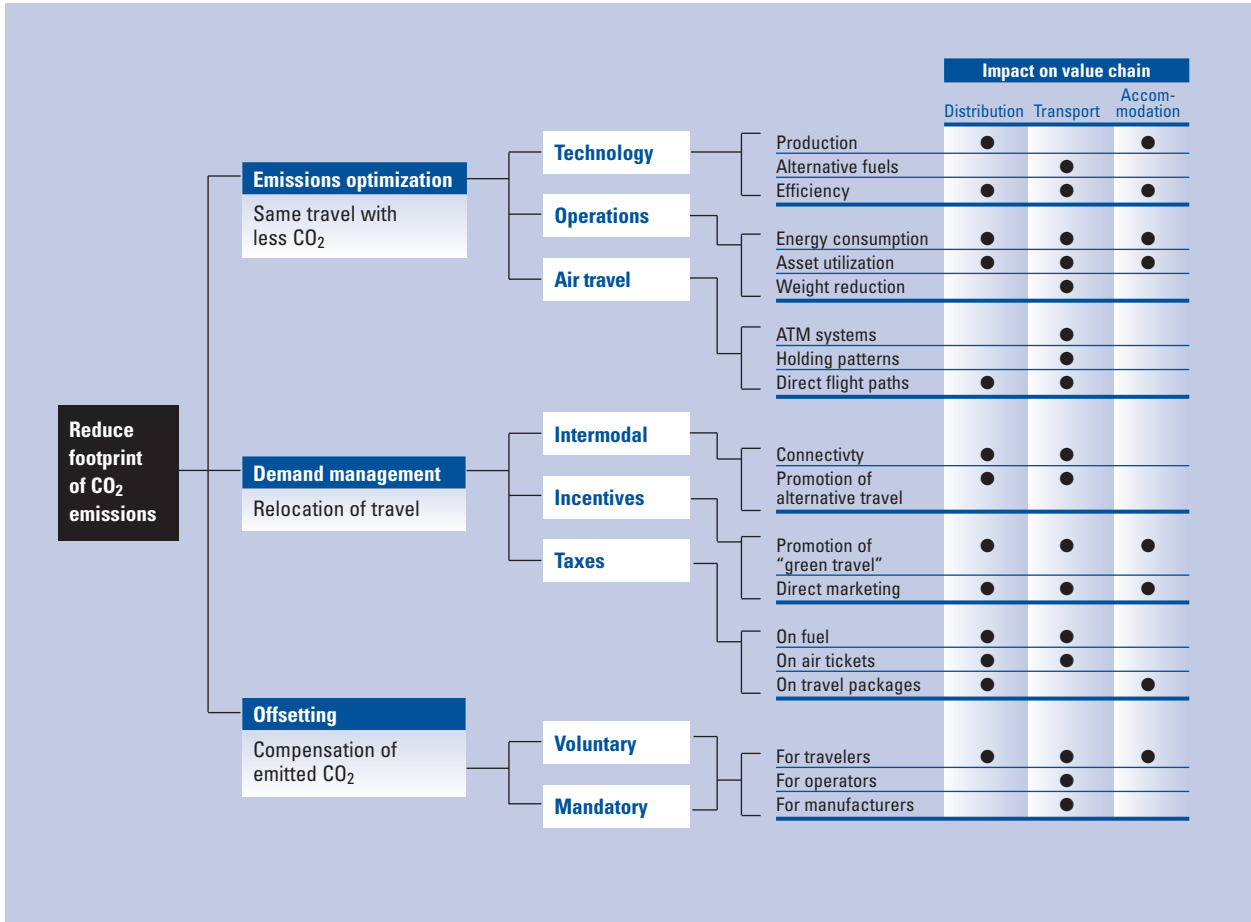 Impact on value chain
Distribution Transport Accom-
modation
Reduce
footprint
of CO₂
emissions
Emissions optimization
Same travel with
less CO₂
Technology
Production
Alternative fuels
Efficiency
Operations
Energy consumption
Asset utilization
Weight reduction
Air travel
ATM systems
Holding patterns
Direct flight paths
Demand management
Relocation of travel
Intermodal
Connectivty
Promotion of
alternative travel
Incentives
Promotion of
“green travel”
Direct marketing
Taxes
On fuel
On air tickets
On travel packages
Offsetting
Compensation of
emitted CO₂
Voluntary
Mandatory
For travelers
For operators
For manufacturers